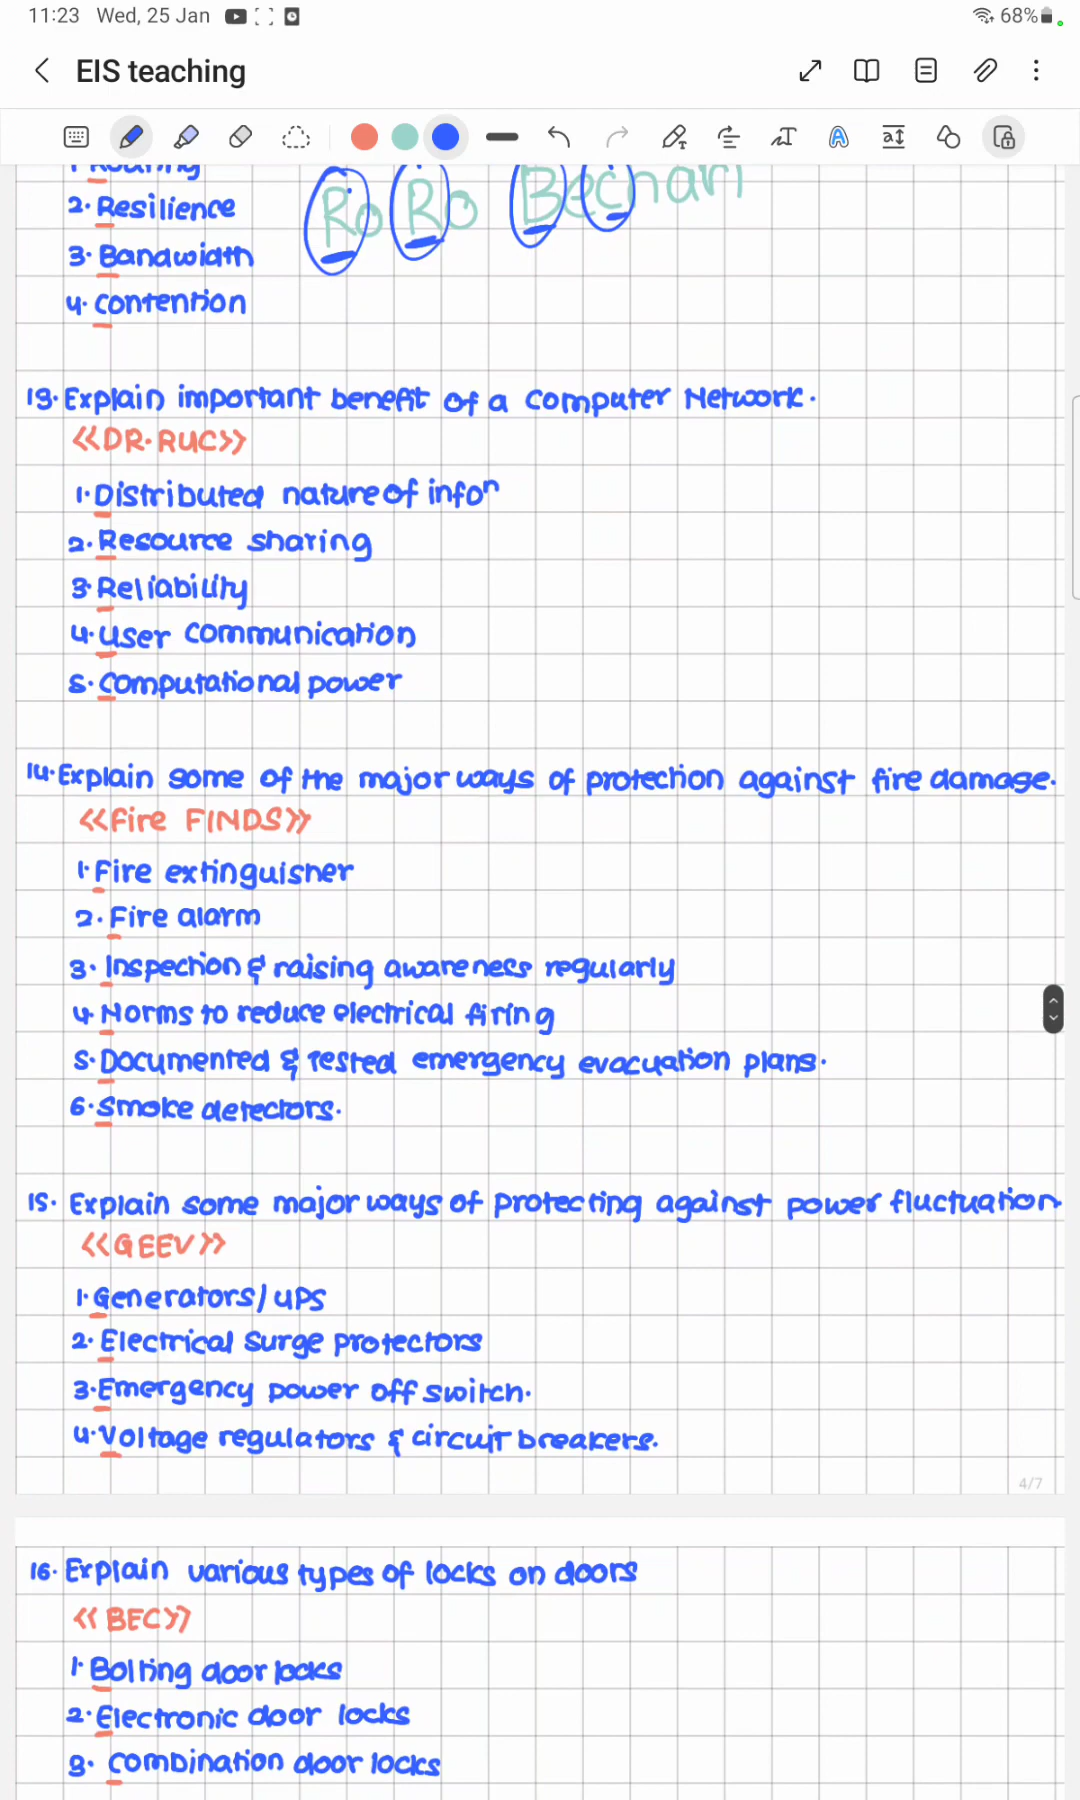 11:23 Wed, 25 Jan 68%
EIS teaching
1. Routing
2. Resilience
RoRo Bechari
3. Bandwidth
4. contention
13. Explain important benefit of a computer Network.
<<DR.RUC>>
1. Distributed nature of infoⁿ
2. Resource sharing
3. Reliability
4. User communication
5. Computational power
14. Explain some of the major ways of protection against fire damage.
<<fire FINDS>>
1. Fire extinguisher
2. Fire alarm
3. Inspection & raising awareness regularly
4. Norms to reduce electrical firing
5. Documented & tested emergency evacuation plans.
6. Smoke detectors.
15. Explain some major ways of protecting against power fluctuation.
<<GEEV>>
1. Generators/UPS
2. Electrical surge protectors
3. Emergency power off switch.
4. Voltage regulators & circuit breakers.
4/7
16. Explain various types of locks on doors
<<BEC>>
1. Bolting door locks
2. Electronic door locks
3. combination door locks